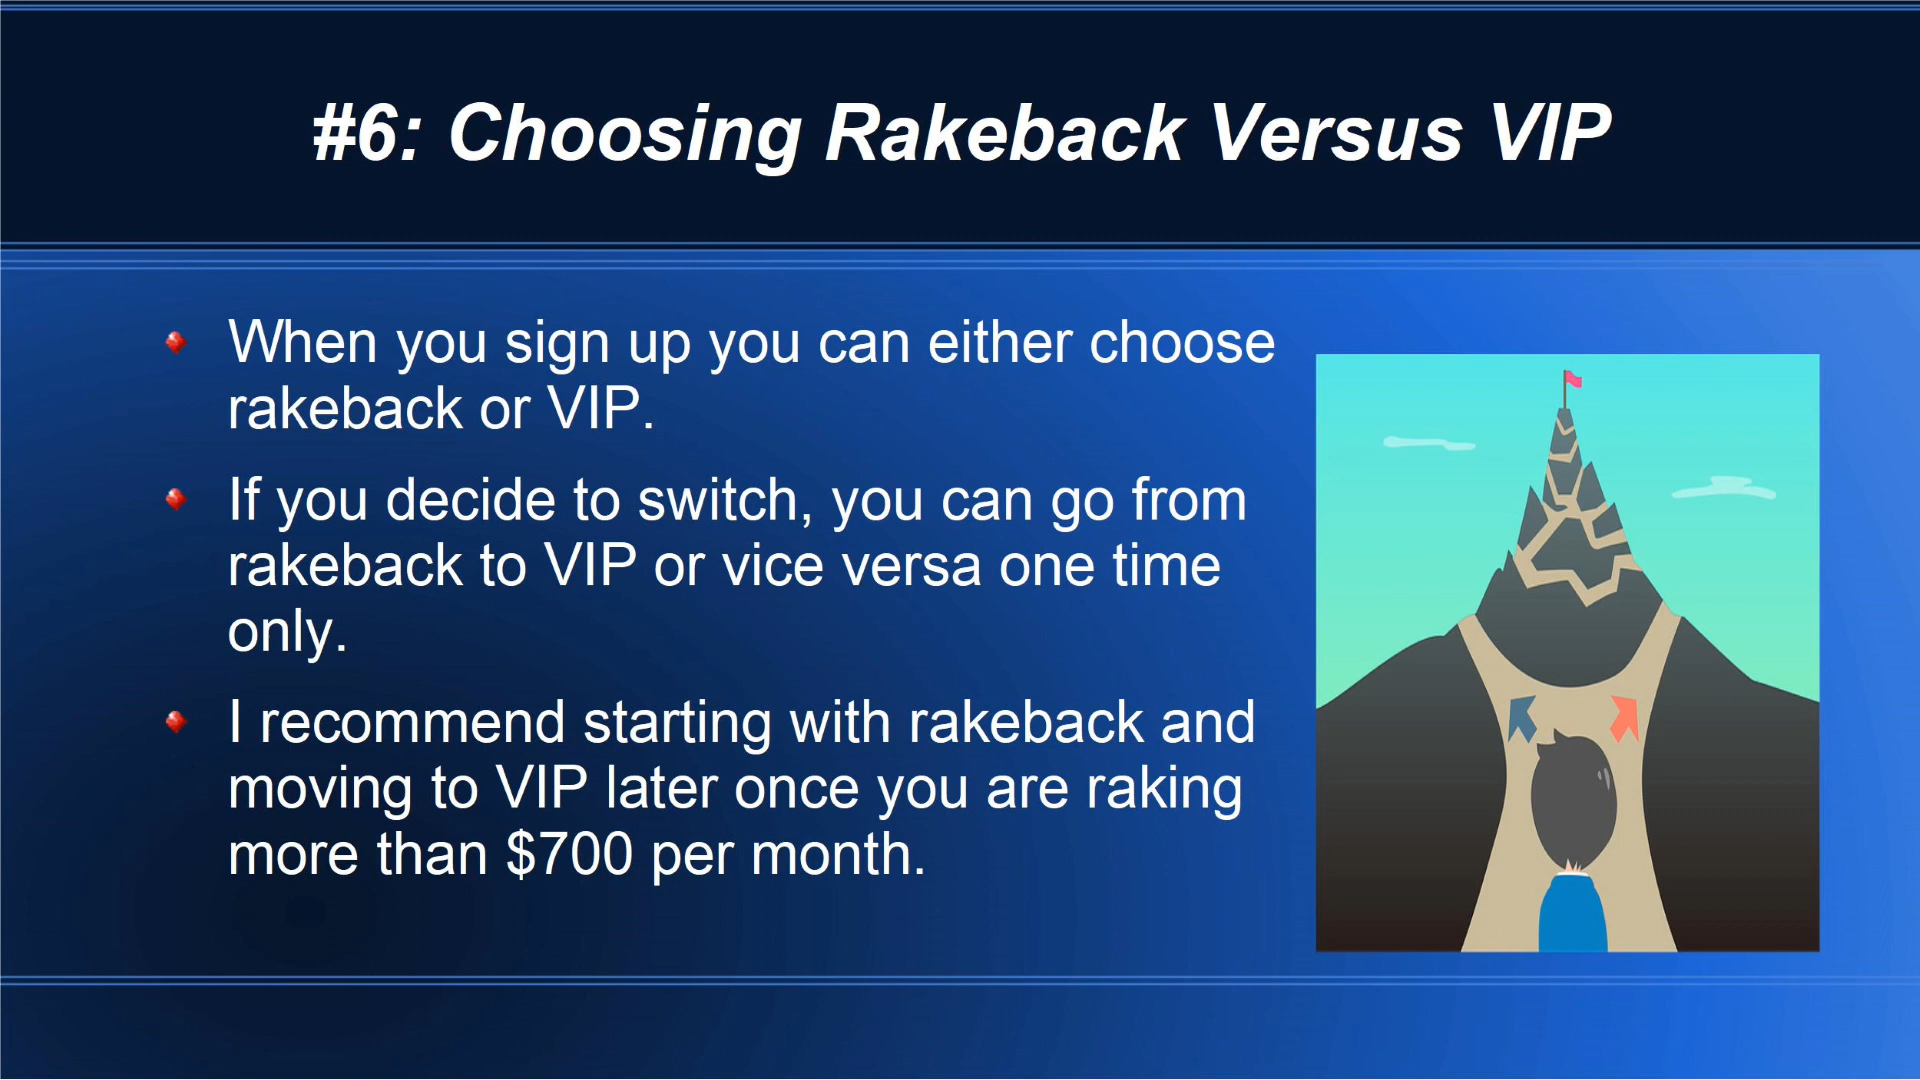 #6: Choosing Rakeback Versus VIP
When you sign up you can either choose
rakeback or VIP.
If you decide to switch, you can go from
rakeback to VIP or vice versa one time
only.
I recommend starting with rakeback and
moving to VIP later once you are raking
more than $700 per month.